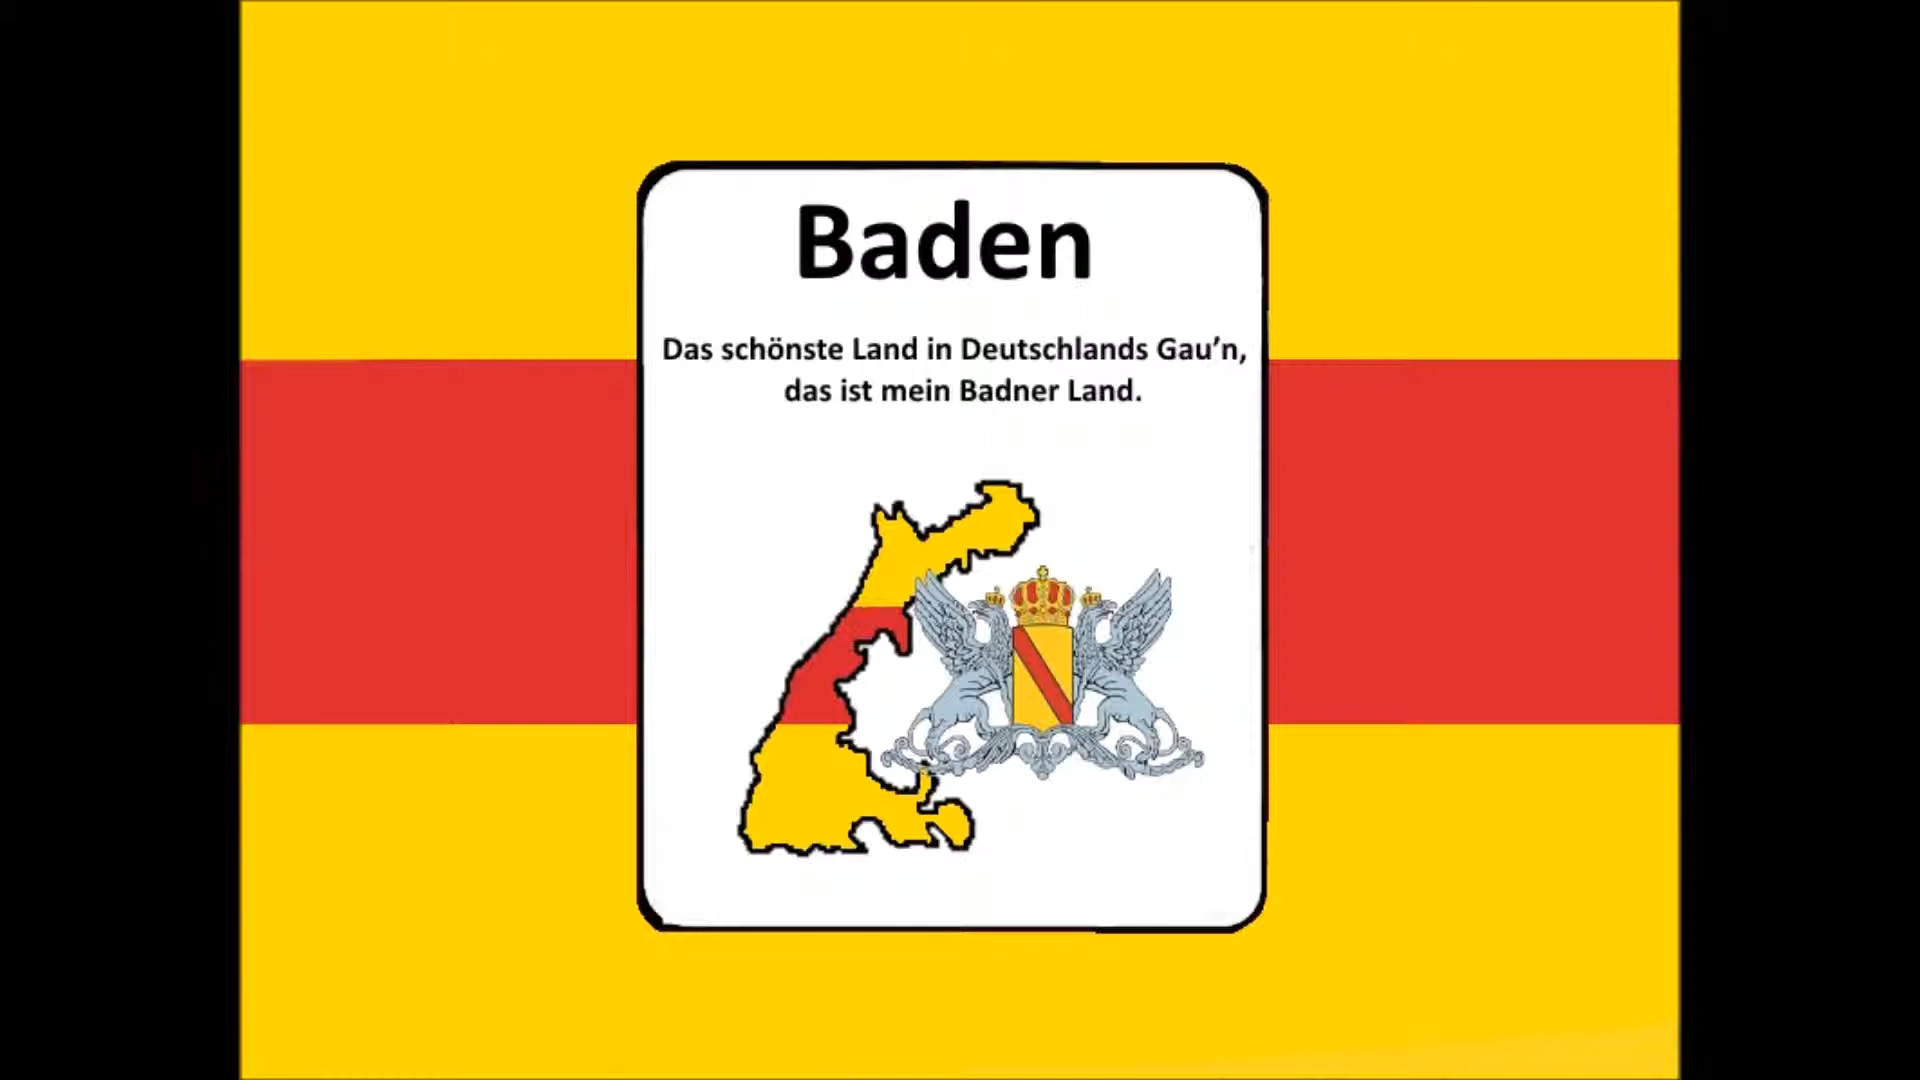 Baden
Das schönste Land in Deutschlands Gau’n,
das ist mein Badner Land.